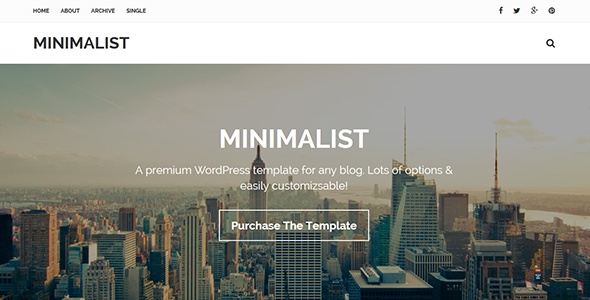 HOME ABOUT ARCHIVE SINGLE
MINIMALIST
MINIMALIST
A premium WordPress template for any blog. Lots of options &
easily customizsable!
Purchase The Template